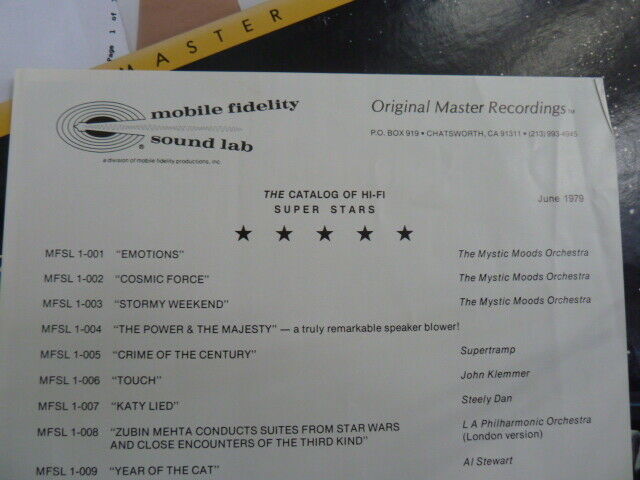 Page 1 of
MASTER
mobile fidelity
sound lab
®
a division of mobile fidelity productions, inc.
Original Master Recordings™
P.O. BOX 919 • CHATSWORTH, CA 91311 • (213) 993-4945
THE CATALOG OF HI-FI
SUPER STARS
June 1979
★ ★ ★ ★ ★
MFSL 1-001 "EMOTIONS" The Mystic Moods Orchestra
MFSL 1-002 "COSMIC FORCE" The Mystic Moods Orchestra
MFSL 1-003 "STORMY WEEKEND" The Mystic Moods Orchestra
MFSL 1-004 "THE POWER & THE MAJESTY" — a truly remarkable speaker blower!
MFSL 1-005 "CRIME OF THE CENTURY" Supertramp
MFSL 1-006 "TOUCH" John Klemmer
MFSL 1-007 "KATY LIED" Steely Dan
MFSL 1-008 "ZUBIN MEHTA CONDUCTS SUITES FROM STAR WARS L A Philharmonic Orchestra
AND CLOSE ENCOUNTERS OF THE THIRD KIND" (London version)
MFSL 1-009 "YEAR OF THE CAT" Al Stewart